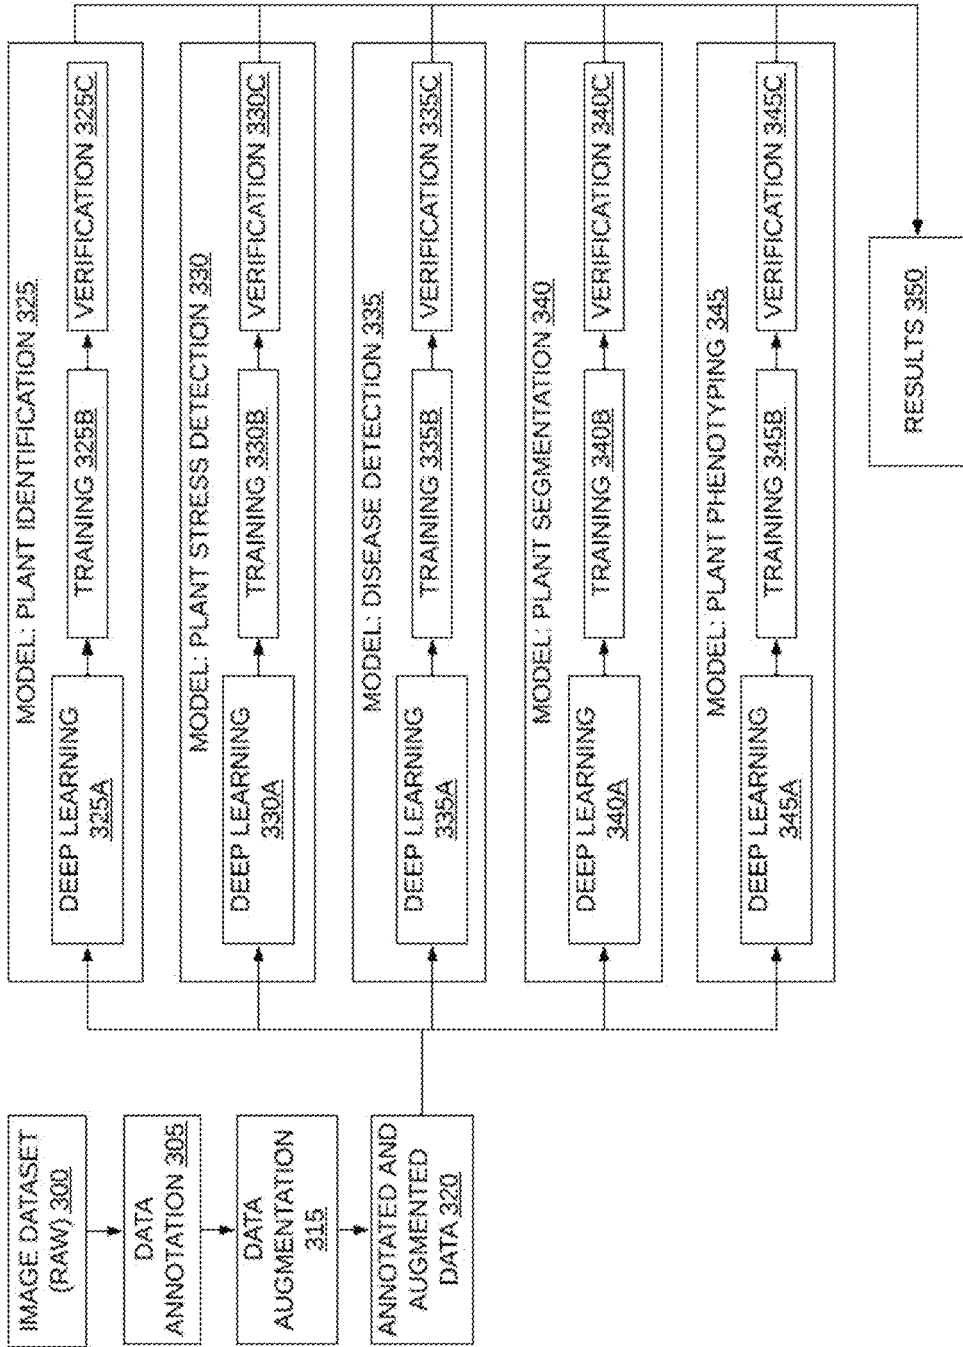 IMAGE DATASET
(RAW) 300
DATA
ANNOTATION 305
DATA
AUGMENTATION
315
ANNOTATED AND
AUGMENTED
DATA 320
MODEL: PLANT IDENTIFICATION 325
DEEP LEARNING
325A
TRAINING 325B
VERIFICATION 325C
MODEL: PLANT STRESS DETECTION 330
DEEP LEARNING
330A
TRAINING 330B
VERIFICATION 330C
MODEL: DISEASE DETECTION 335
DEEP LEARNING
335A
TRAINING 335B
VERIFICATION 335C
MODEL: PLANT SEGMENTATION 340
DEEP LEARNING
340A
TRAINING 340B
VERIFICATION 340C
MODEL: PLANT PHENOTYPING 345
DEEP LEARNING
345A
TRAINING 345B
VERIFICATION 345C
RESULTS 350